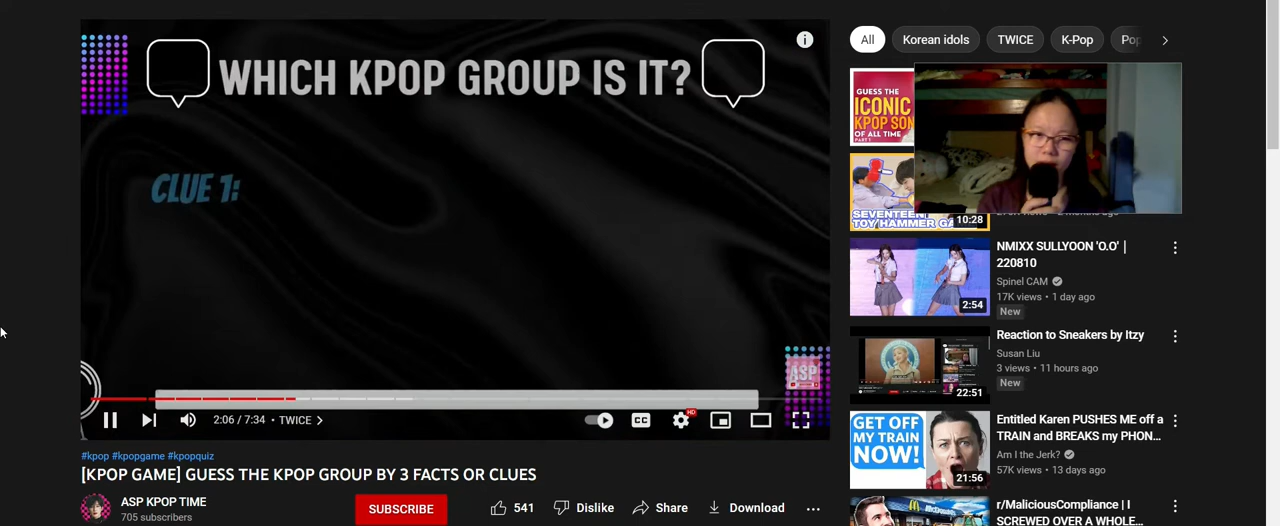 WHICH KPOP GROUP IS IT?
CLUE 1:
ASP
2:06 / 7:34 • TWICE
CC
HD
#kpop #kpopgame #kpopquiz
[KPOP GAME] GUESS THE KPOP GROUP BY 3 FACTS OR CLUES
ASP KPOP TIME
705 subscribers
SUBSCRIBE
541
Dislike
Share
Download
All
Korean idols
TWICE
K-Pop
Pop
GUESS THE
ICONIC
KPOP SON
OF ALL TIME
PART 1
SEVENTEEN
TOY HAMMER GA
10:28
2:54
NMIXX SULLYOON 'O.O' |
220810
Spinel CAM
17K views • 1 day ago
New
22:51
Reaction to Sneakers by Itzy
Susan Liu
3 views • 11 hours ago
New
GET OFF
MY TRAIN
NOW!
21:56
Entitled Karen PUSHES ME off a
TRAIN and BREAKS my PHON...
Am I the Jerk?
57K views • 13 days ago
r/MaliciousCompliance | I
SCREWED OVER A WHOLE...